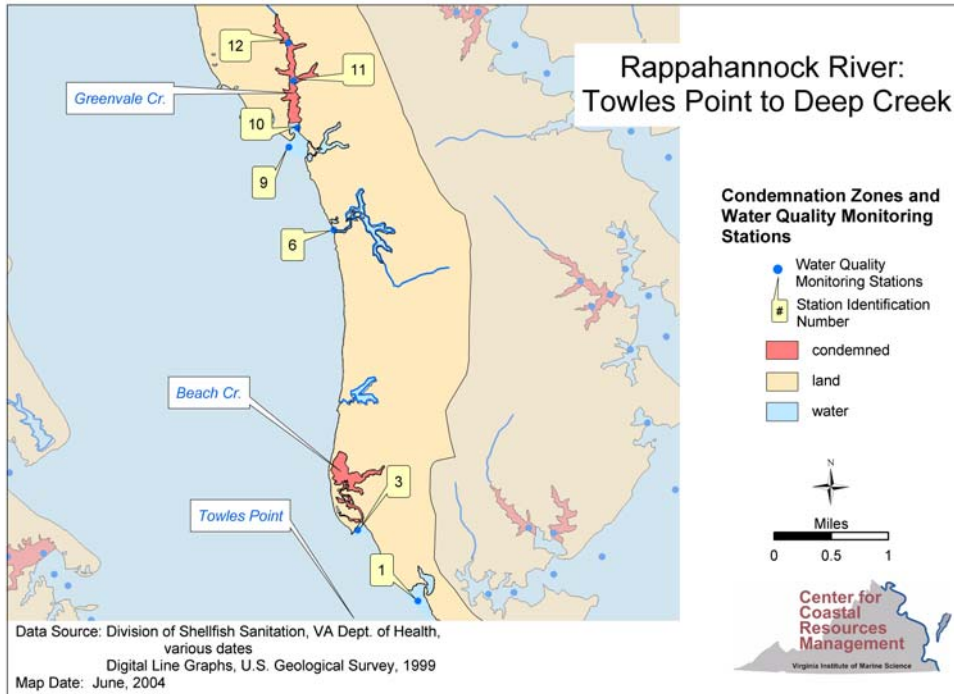 Rappahannock River:
Towles Point to Deep Creek
12
11
Greenvale Cr.
10
9
6
Beach Cr.
3
Towles Point
1
Condemnation Zones and
Water Quality Monitoring
Stations
Water Quality
Monitoring Stations
#
Station Identification
Number
condemned
land
water
N
Miles
0 0.5 1
Center for
Coastal
Resources
Management
Virginia Institute of Marine Science
Data Source: Division of Shellfish Sanitation, VA Dept. of Health,
various dates
Digital Line Graphs, U.S. Geological Survey, 1999
Map Date: June, 2004